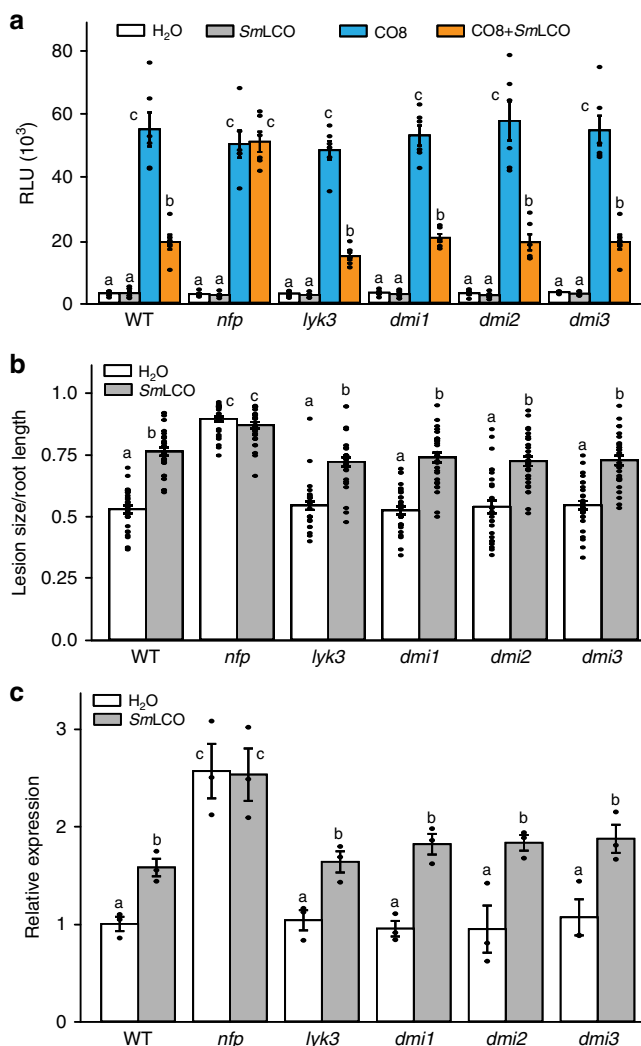 a
H2O SmLCO CO8 CO8+SmLCO
80
60
40
20
0
RLU (10^3)
a a c b
a a c c
a a c b
a a c b
a a c b
a a c b
WT nfp lyk3 dmi1 dmi2 dmi3
b
H2O
SmLCO
1.0
0.75
0.5
0.25
0.0
Lesion size/root length
a b c c a b a b a b a b
WT nfp lyk3 dmi1 dmi2 dmi3
c
H2O
SmLCO
3
2
1
0
Relative expression
a b c c a b a b a b a b
WT nfp lyk3 dmi1 dmi2 dmi3